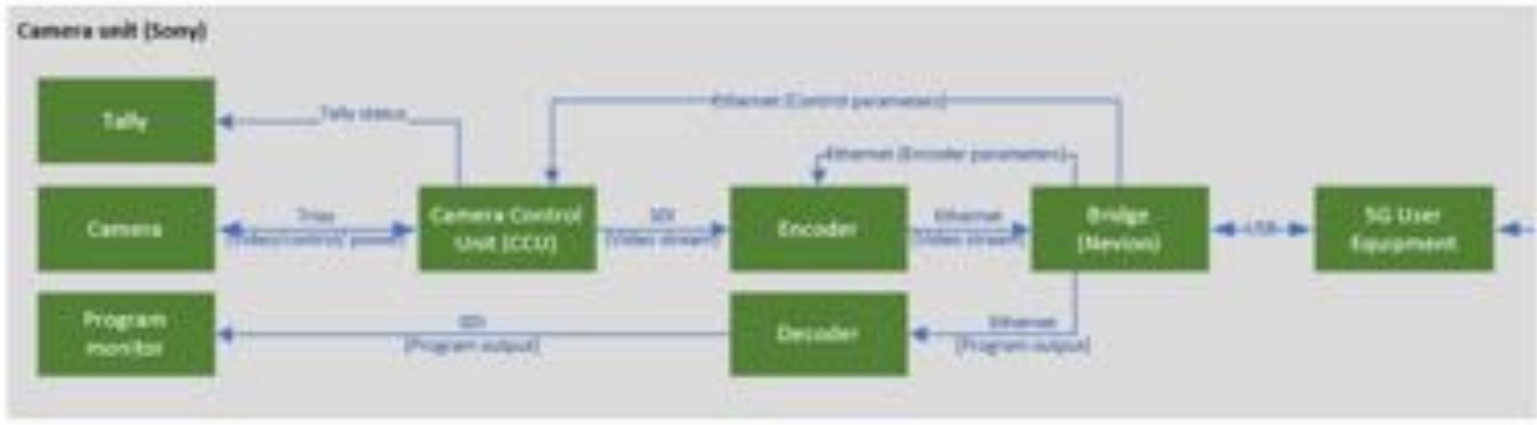 Camera unit (Sony)
Tally
Tally status
Ethernet (Control parameters)
Ethernet (Encoder parameters)
Camera
Triax
(Video/control/ power)
Camera Control
Unit (CCU)
SDI
(Video stream)
Encoder
Ethernet
(Video stream)
Bridge
(Nevion)
USB
5G User
Equipment
Program
monitor
SDI
(Program output)
Decoder
Ethernet
(Program output)